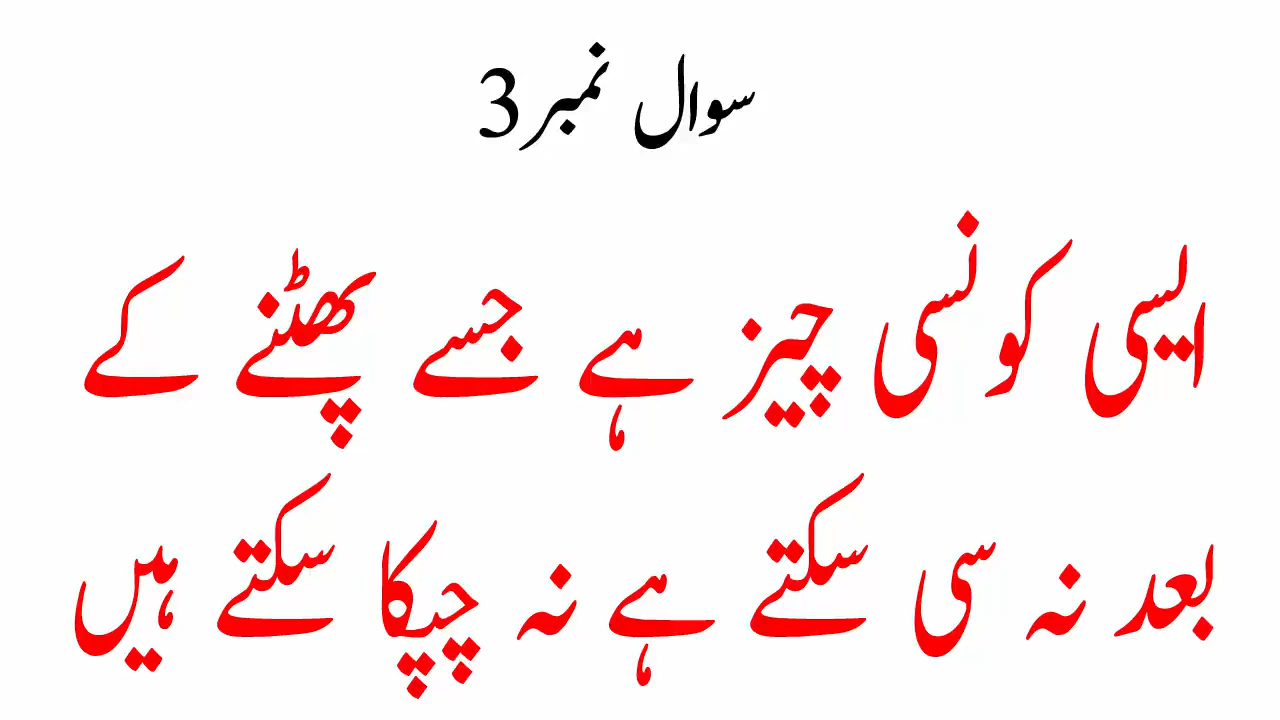 سوال نمبر3
ایسی کونسی چیز ہے جسے پھٹنے کے
بعد نہ سی سکتے ہے نہ چپکا سکتے ہیں